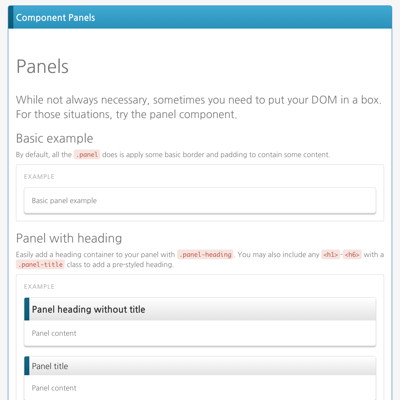 Component Panels
Panels
While not always necessary, sometimes you need to put your DOM in a box.
For those situations, try the panel component.
Basic example
By default, all the .panel does is apply some basic border and padding to contain some content.
EXAMPLE
Basic panel example
Panel with heading
Easily add a heading container to your panel with .panel-heading. You may also include any <h1>-<h6> with a
.panel-title class to add a pre-styled heading.
EXAMPLE
Panel heading without title
Panel content
Panel title
Panel content